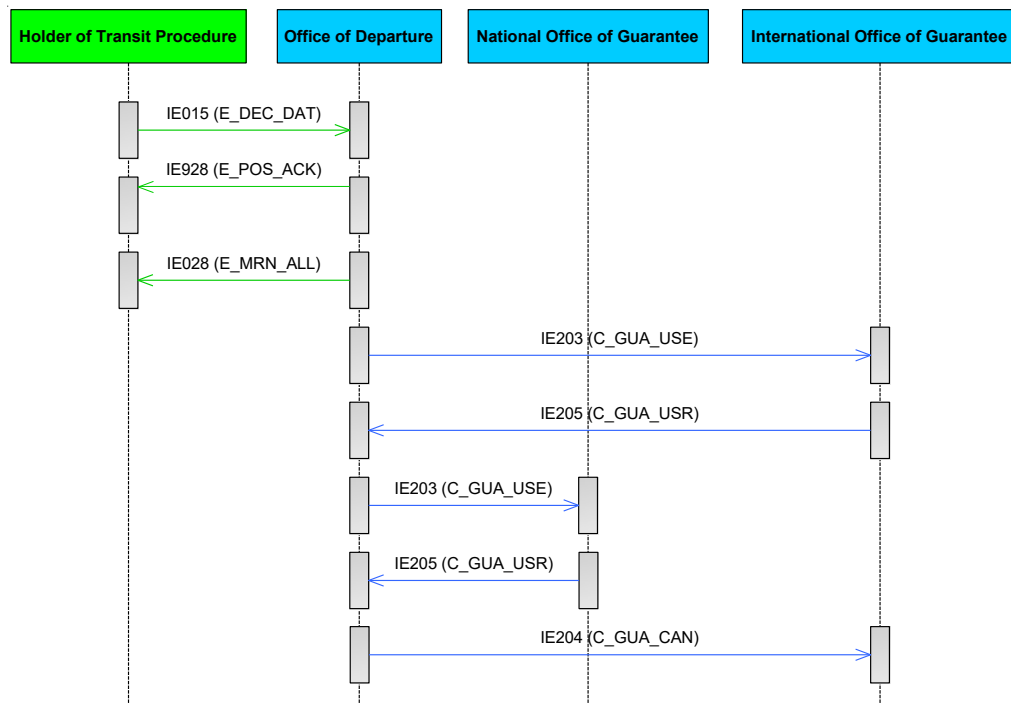 Holder of Transit Procedure
Office of Departure
National Office of Guarantee
International Office of Guarantee
IE015 (E_DEC_DAT)
IE928 (E_POS_ACK)
IE028 (E_MRN_ALL)
IE203 (C_GUA_USE)
IE205 (C_GUA_USR)
IE203 (C_GUA_USE)
IE205 (C_GUA_USR)
IE204 (C_GUA_CAN)